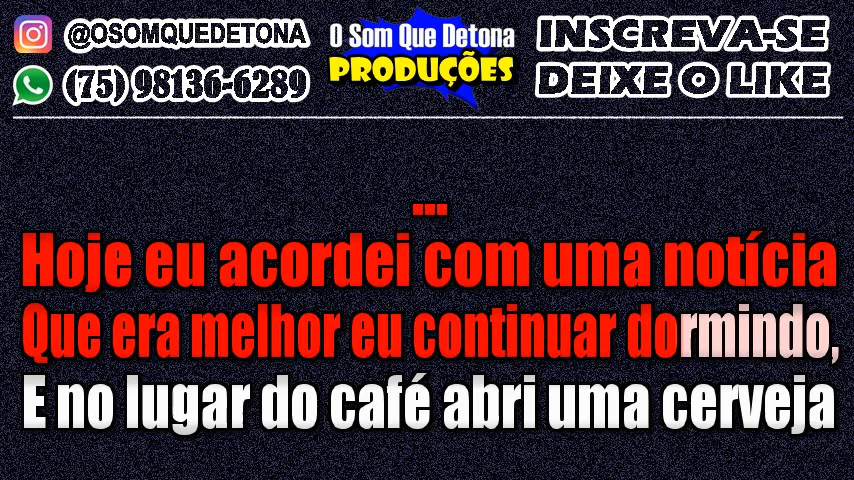 @OSOMQUEDETONA
(75) 98136-6289
O Som Que Detona
PRODUÇÕES
INSCREVA-SE
DEIXE O LIKE
...
Hoje eu acordei com uma notícia
Que era melhor eu continuar dormindo,
E no lugar do café abri uma cerveja